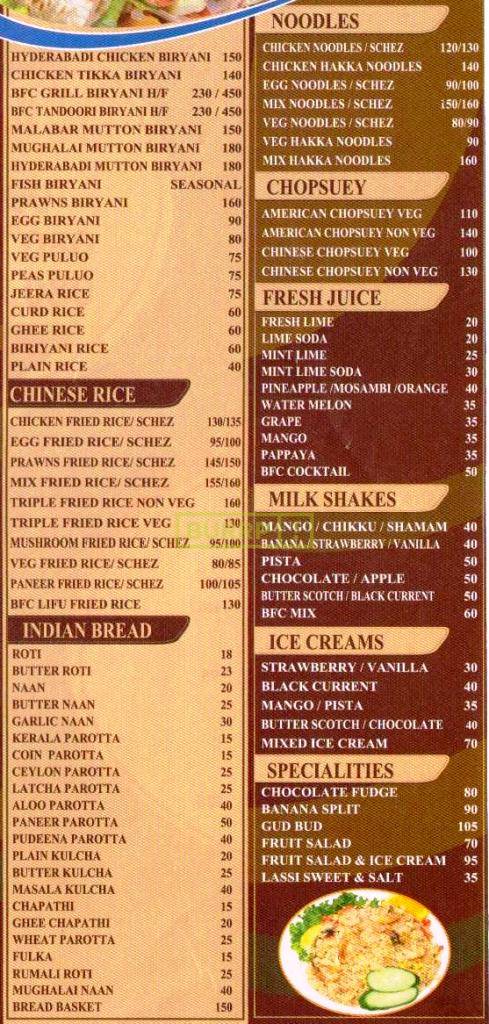 HYDERABADI CHICKEN BIRYANI 150
CHICKEN TIKKA BIRYANI 140
BFC GRILL BIRYANI H/F 230 / 450
BFC TANDOORI BIRYANI H/F 230 / 450
MALABAR MUTTON BIRYANI 150
MUGHALAI MUTTON BIRYANI 180
HYDERABADI MUTTON BIRYANI 180
FISH BIRYANI SEASONAL
PRAWNS BIRYANI 160
EGG BIRYANI 90
VEG BIRYANI 80
VEG PULUO 75
PEAS PULUO 75
JEERA RICE 75
CURD RICE 60
GHEE RICE 60
BIRIYANI RICE 60
PLAIN RICE 40
CHINESE RICE
CHICKEN FRIED RICE/ SCHEZ 130/135
EGG FRIED RICE/ SCHEZ 95/100
PRAWNS FRIED RICE/ SCHEZ 145/150
MIX FRIED RICE/ SCHEZ 155/160
TRIPLE FRIED RICE NON VEG 160
TRIPLE FRIED RICE VEG 130
MUSHROOM FRIED RICE/ SCHEZ 95/100
VEG FRIED RICE/ SCHEZ 80/85
PANEER FRIED RICE/ SCHEZ 100/105
BFC LIFU FRIED RICE 130
INDIAN BREAD
ROTI 18
BUTTER ROTI 23
NAAN 20
BUTTER NAAN 25
GARLIC NAAN 30
KERALA PAROTTA 15
COIN PAROTTA 15
CEYLON PAROTTA 25
LATCHA PAROTTA 25
ALOO PAROTTA 40
PANEER PAROTTA 50
PUDEENA PAROTTA 40
PLAIN KULCHA 20
BUTTER KULCHA 25
MASALA KULCHA 40
CHAPATHI 15
GHEE CHAPATHI 20
WHEAT PAROTTA 25
FULKA 15
RUMALI ROTI 25
MUGHALAI NAAN 40
BREAD BASKET 150
NOODLES
CHICKEN NOODLES / SCHEZ 120/130
CHICKEN HAKKA NOODLES 140
EGG NOODLES / SCHEZ 90/100
MIX NOODLES / SCHEZ 150/160
VEG NOODLES / SCHEZ 80/90
VEG HAKKA NOODLES 90
MIX HAKKA NOODLES 160
CHOPSUEY
AMERICAN CHOPSUEY VEG 110
AMERICAN CHOPSUEY NON VEG 140
CHINESE CHOPSUEY VEG 100
CHINESE CHOPSUEY NON VEG 130
FRESH JUICE
FRESH LIME 20
LIME SODA 20
MINT LIME 25
MINT LIME SODA 30
PINEAPPLE /MOSAMBI /ORANGE 40
WATER MELON 35
GRAPE 35
MANGO 35
PAPPAYA 35
BFC COCKTAIL 50
MILK SHAKES
MANGO / CHIKKU / SHAMAM 40
BANANA / STRAWBERRY / VANILLA 40
PISTA 50
CHOCOLATE / APPLE 50
BUTTER SCOTCH / BLACK CURRENT 50
BFC MIX 60
ICE CREAMS
STRAWBERRY / VANILLA 30
BLACK CURRENT 40
MANGO / PISTA 35
BUTTER SCOTCH / CHOCOLATE 40
MIXED ICE CREAM 70
SPECIALITIES
CHOCOLATE FUDGE 80
BANANA SPLIT 90
GUD BUD 105
FRUIT SALAD 70
FRUIT SALAD & ICE CREAM 95
LASSI SWEET & SALT 35